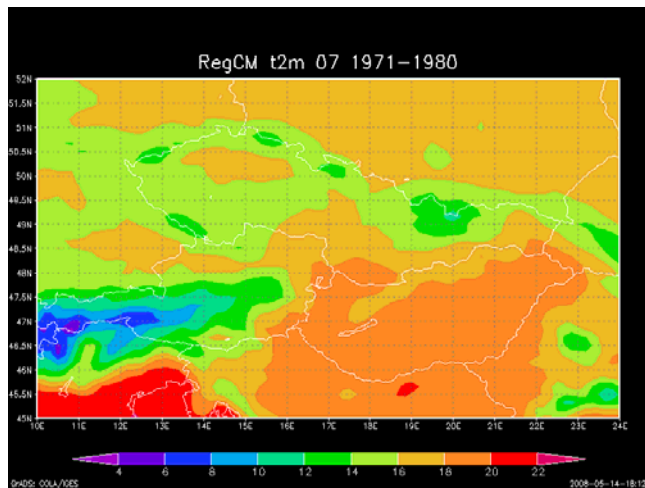 RegCM t2m 07 1971-1980
52N
51.5N
51N
50.5N
50N
49.5N
49N
48.5N
48N
47.5N
47N
46.5N
46N
45.5N
45N
10E 11E 12E 13E 14E 15E 16E 17E 18E 19E 20E 21E 22E 23E 24E
4 6 8 10 12 14 16 18 20 22
GrADS: COLA/IGES 2008-05-14-18:12